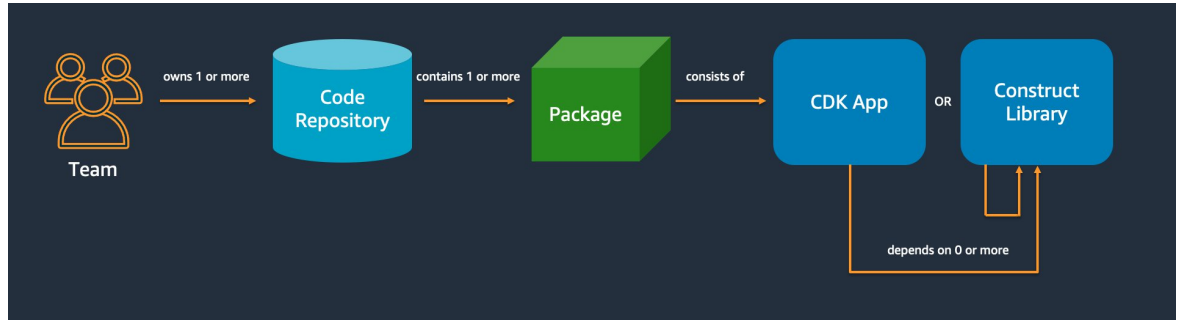 owns 1 or more
contains 1 or more
consists of
Code
Repository
Package
CDK App
OR
Construct
Library
Team
depends on 0 or more